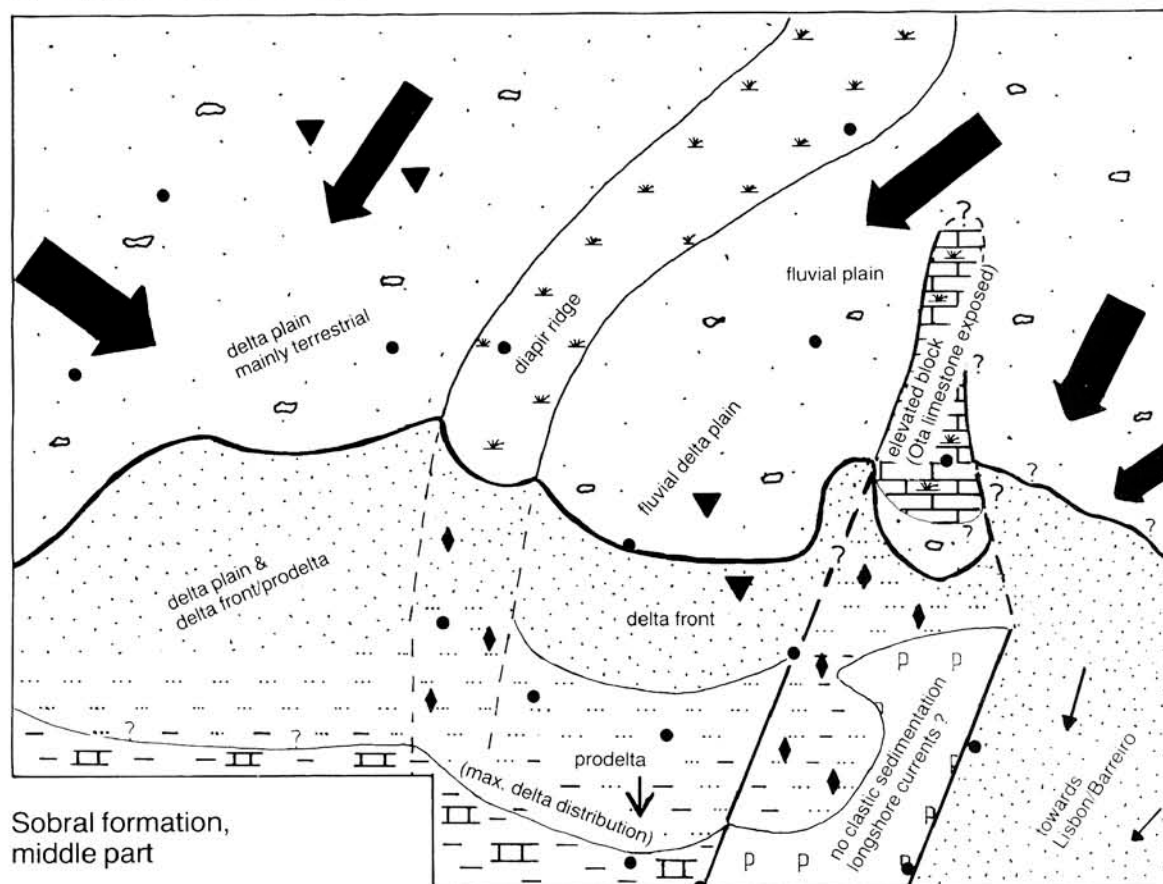 delta plain
mainly terrestrial
diapir ridge
fluvial plain
?
elevated block
(Ota limestone exposed)
?
fluvial delta plain
?
?
?
?
?
delta plain &
delta front/prodelta
delta front
p
p
p
p
p
p
p
p
p
?
?
prodelta
(max. delta distribution)
no clastic sedimentation
longshore currents ?
towards
Lisbon/Barreiro
Sobral formation,
middle part